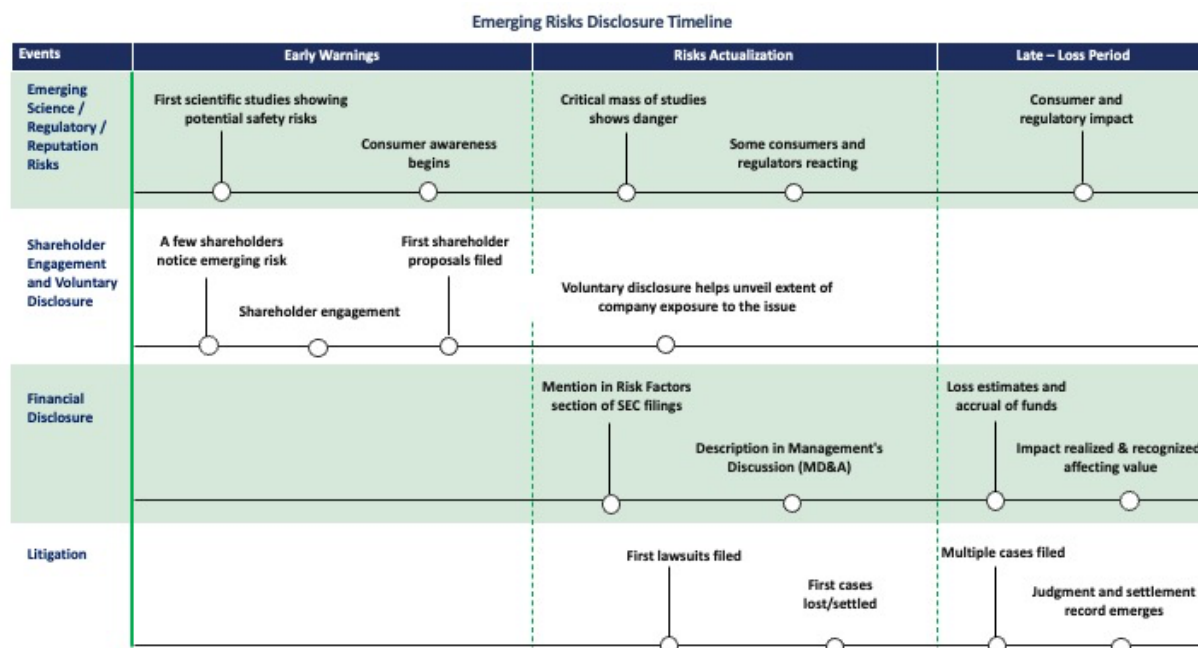 Emerging Risks Disclosure Timeline
Events
Early Warnings
Risks Actualization
Late – Loss Period
Emerging
Science /
Regulatory /
Reputation
Risks
First scientific studies showing
potential safety risks
Consumer awareness
begins
Critical mass of studies
shows danger
Some consumers and
regulators reacting
Consumer and
regulatory impact
Shareholder
Engagement
and Voluntary
Disclosure
A few shareholders
notice emerging risk
Shareholder engagement
First shareholder
proposals filed
Voluntary disclosure helps unveil extent of
company exposure to the issue
Financial
Disclosure
Mention in Risk Factors
section of SEC filings
Description in Management's
Discussion (MD&A)
Loss estimates and
accrual of funds
Impact realized & recognized
affecting value
Litigation
First lawsuits filed
First cases
lost/settled
Multiple cases filed
Judgment and settlement
record emerges